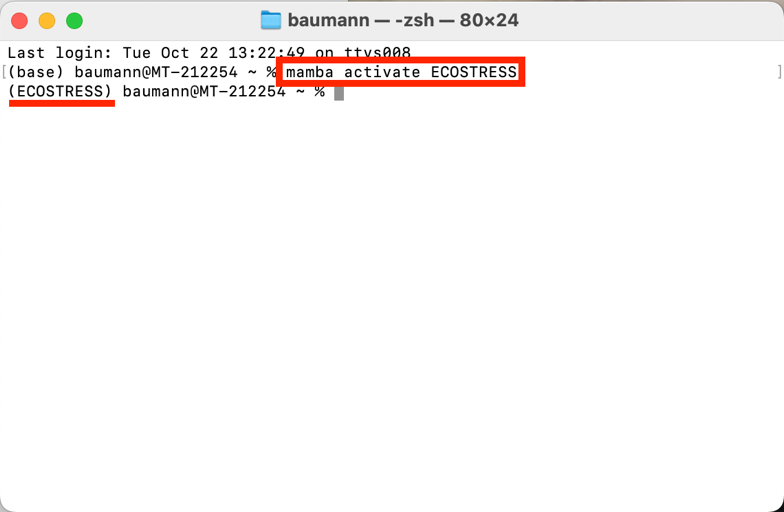 baumann — -zsh — 80×24
Last login: Tue Oct 22 13:22:49 on ttys008
[(base) baumann@MT-212254 ~ % mamba activate ECOSTRESS ]
(ECOSTRESS) baumann@MT-212254 ~ %